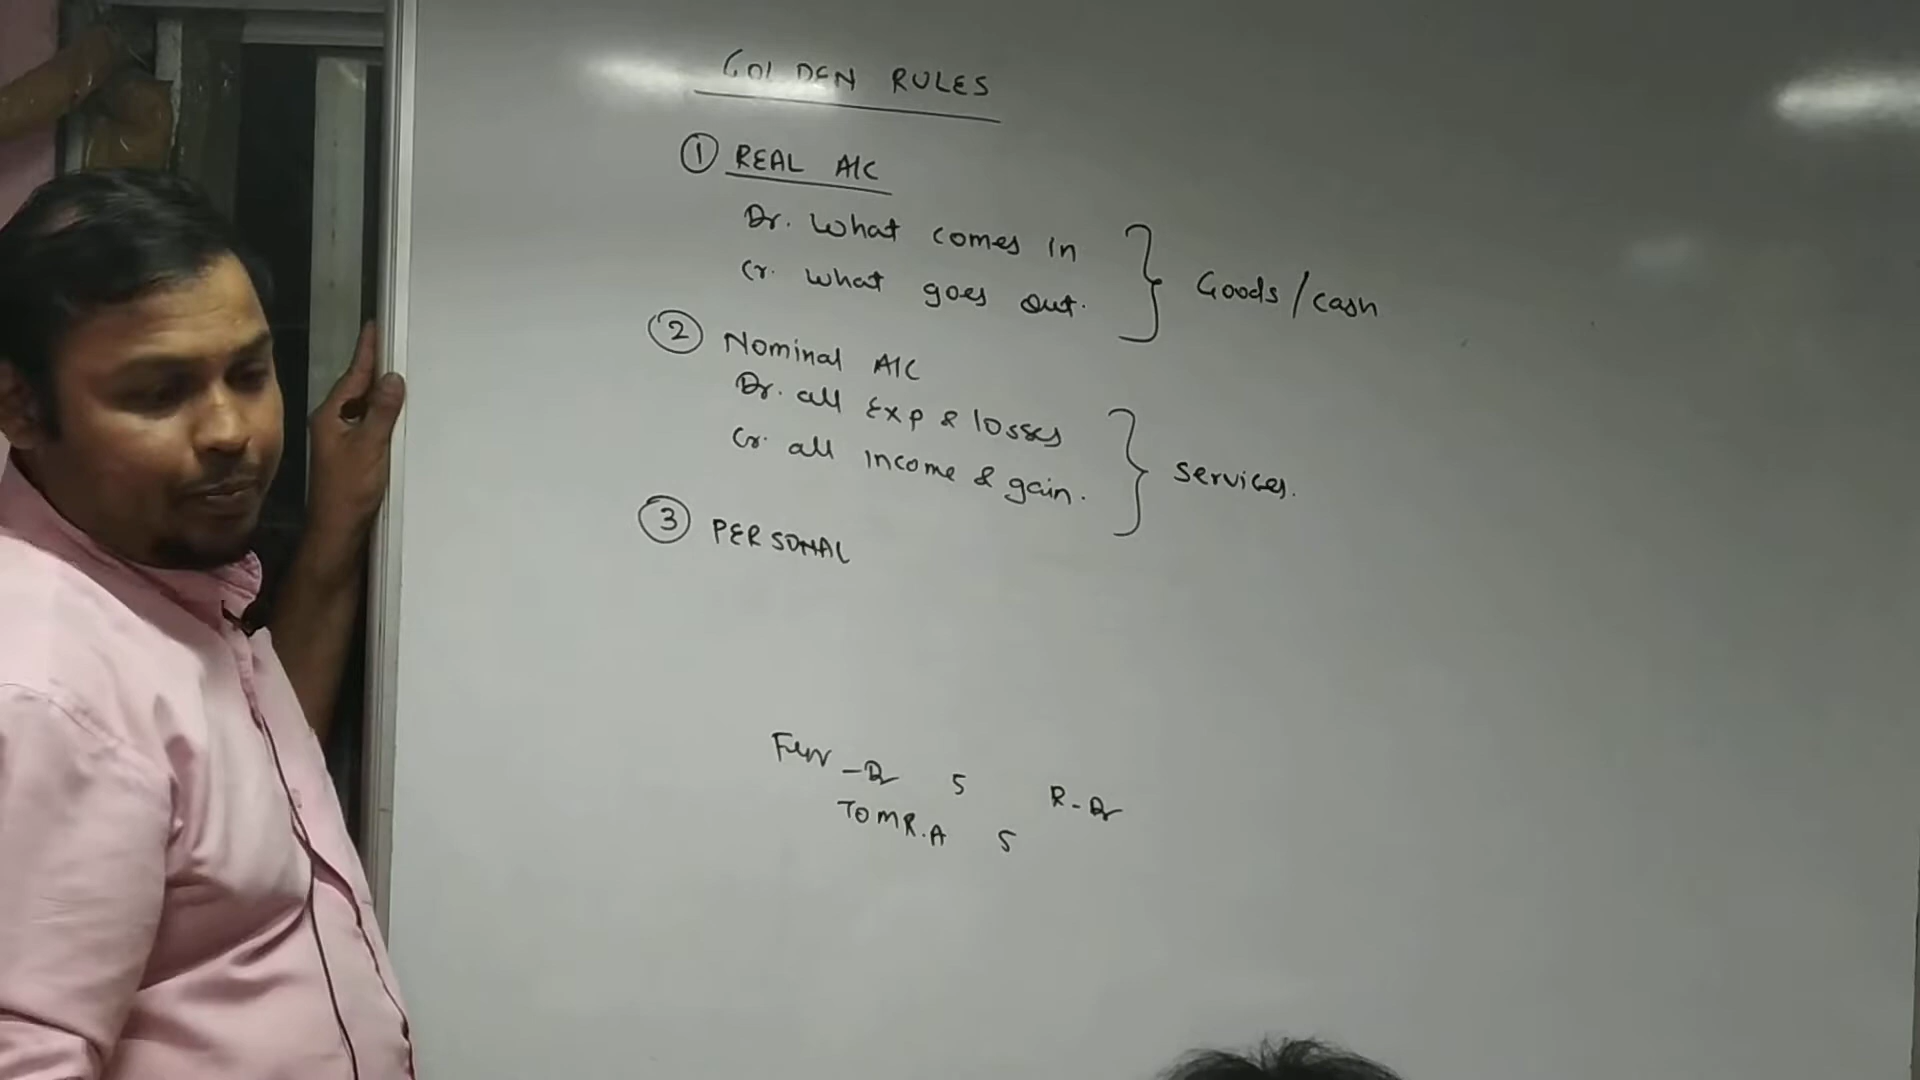 GOLDEN RULES
① REAL A/C
Dr. What comes in
Cr. what goes out.
Goods/cash
② Nominal A/C
Dr. all Exp & losses
Cr. all income & gain.
Services.
③ PERSONAL
Furr - Dr 5
To MR. A 5
R - Dr